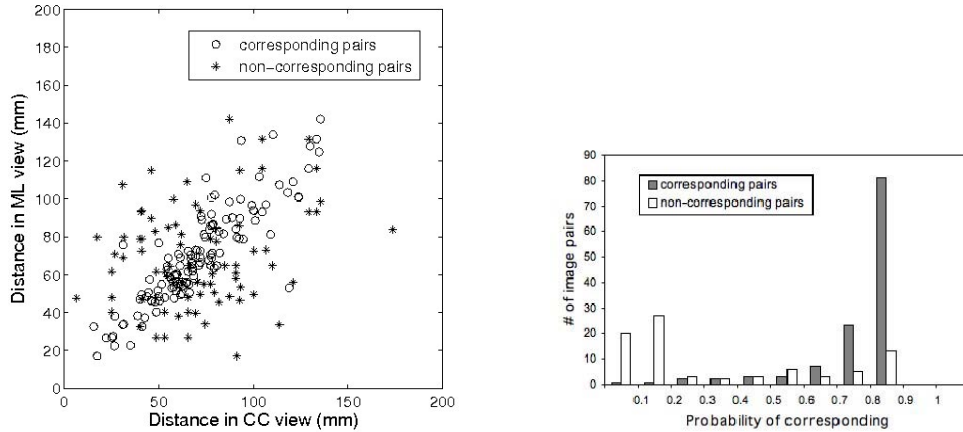 200
180
160
140
120
100
80
60
40
20
0
Distance in ML view (mm)
corresponding pairs
non-corresponding pairs
0 50 100 150 200
Distance in CC view (mm)
90
80
70
60
50
40
30
20
10
0
# of image pairs
corresponding pairs
non-corresponding pairs
0.1 0.2 0.3 0.4 0.5 0.6 0.7 0.8 0.9 1
Probability of corresponding